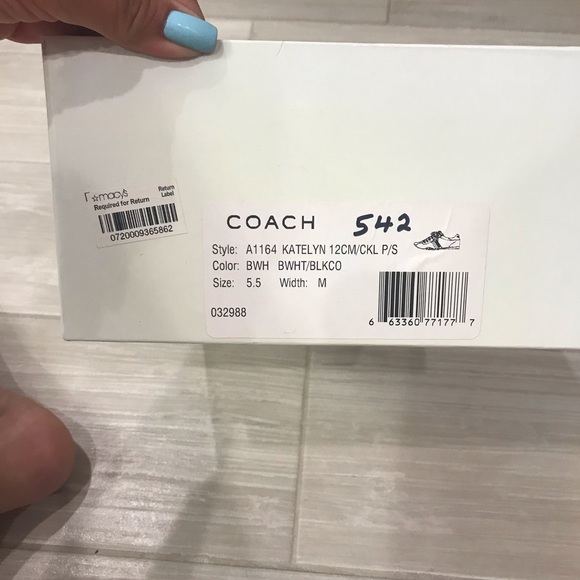 ☆macy's Return
Label
Required for Return
0720009365862
COACH 542
Style: A1164 KATELYN 12CM/CKL P/S
Color: BWH BWHT/BLKCO
Size: 5.5 Width: M
032988
6 63360 77177 7